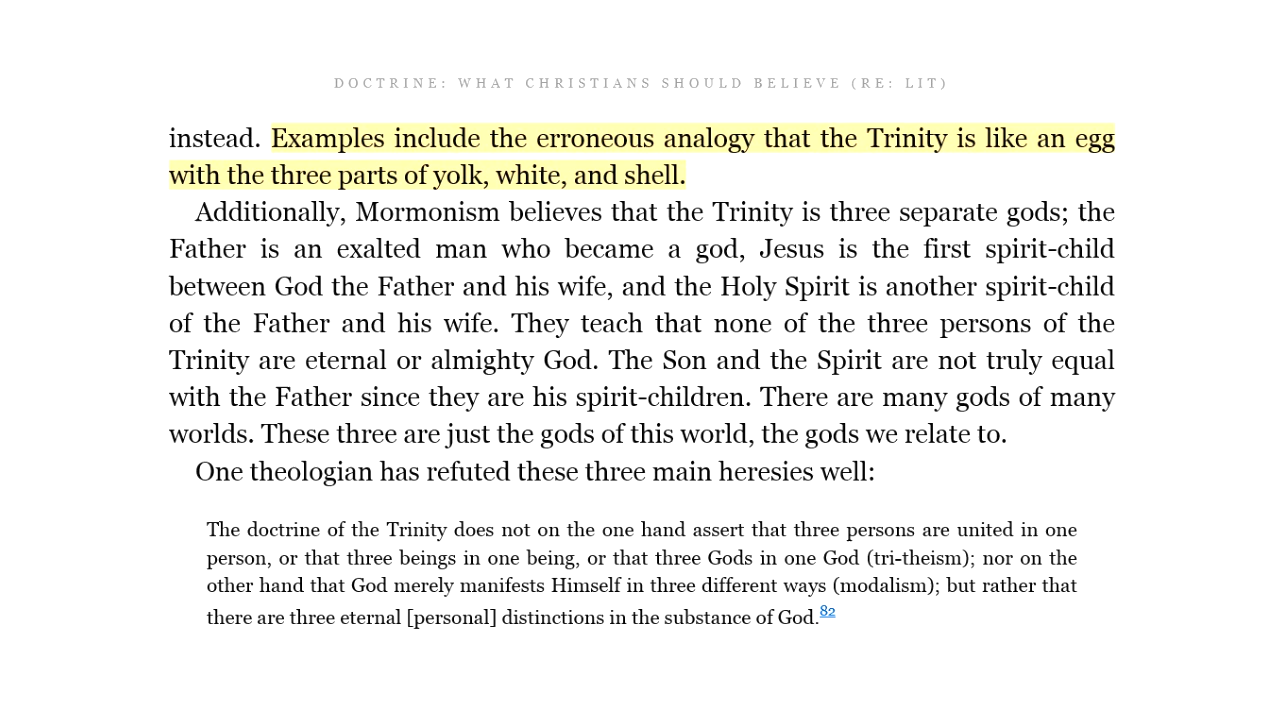 DOCTRINE: WHAT CHRISTIANS SHOULD BELIEVE (RE: LIT)
instead. Examples include the erroneous analogy that the Trinity is like an egg
with the three parts of yolk, white, and shell.
Additionally, Mormonism believes that the Trinity is three separate gods; the
Father is an exalted man who became a god, Jesus is the first spirit-child
between God the Father and his wife, and the Holy Spirit is another spirit-child
of the Father and his wife. They teach that none of the three persons of the
Trinity are eternal or almighty God. The Son and the Spirit are not truly equal
with the Father since they are his spirit-children. There are many gods of many
worlds. These three are just the gods of this world, the gods we relate to.
One theologian has refuted these three main heresies well:
The doctrine of the Trinity does not on the one hand assert that three persons are united in one
person, or that three beings in one being, or that three Gods in one God (tri-theism); nor on the
other hand that God merely manifests Himself in three different ways (modalism); but rather that
there are three eternal [personal] distinctions in the substance of God.82